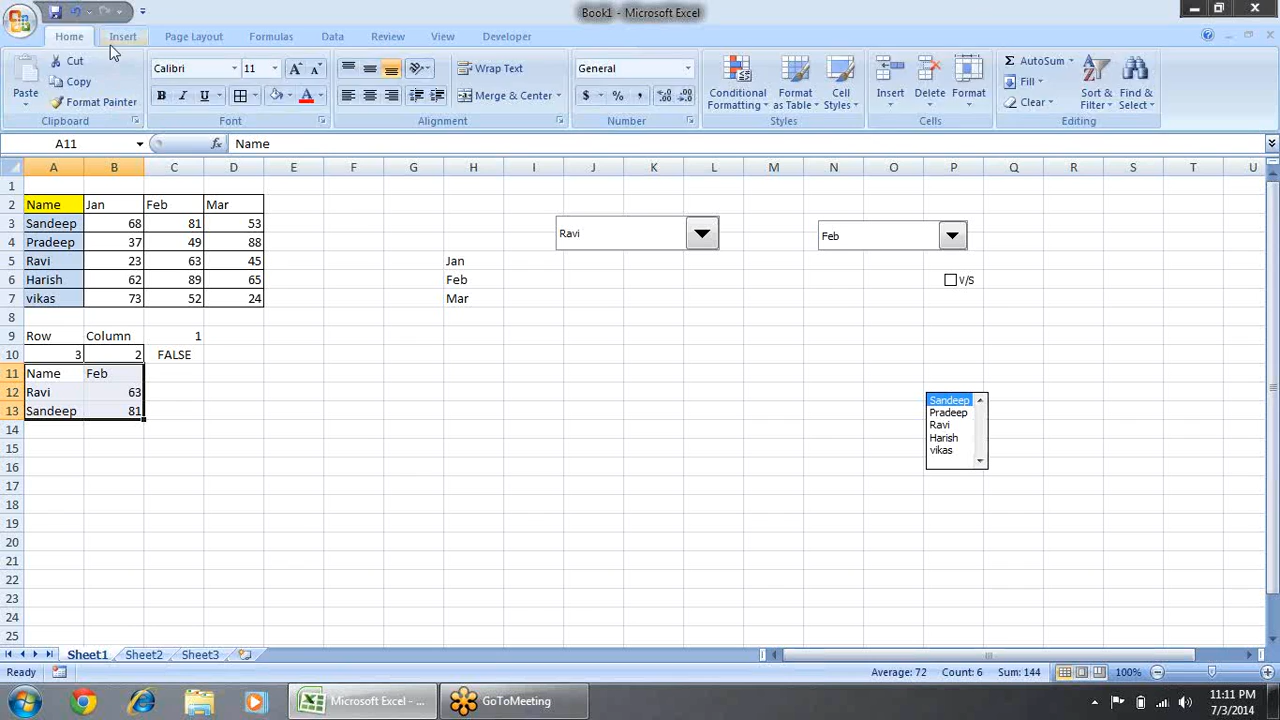 Book1 - Microsoft Excel
Home Insert Page Layout Formulas Data Review View Developer
Paste
Cut
Copy
Format Painter
Clipboard
Calibri 11
B I U
Font
Wrap Text
Merge & Center
Alignment
General
$ % ,
Number
Conditional Formatting
Format as Table
Cell Styles
Styles
Insert Delete Format
Cells
AutoSum
Fill
Clear
Sort & Filter
Find & Select
Editing
A11 fx Name
A B C D E F G H I J K L M N O P Q R S T U
1
2 Name Jan Feb Mar
3 Sandeep 68 81 53 Ravi Feb
4 Pradeep 37 49 88
5 Ravi 23 63 45 Jan
6 Harish 62 89 65 Feb V/S
7 vikas 73 52 24 Mar
8
9 Row Column 1
10 3 2 FALSE
11 Name Feb
12 Ravi 63
13 Sandeep 81
14
15
16
17
18
19
20
21
22
23
24
25
Sandeep
Pradeep
Ravi
Harish
vikas
Sheet1 Sheet2 Sheet3
Ready Average: 72 Count: 6 Sum: 144 100%
Microsoft Excel - ... GoToMeeting
11:11 PM
7/3/2014